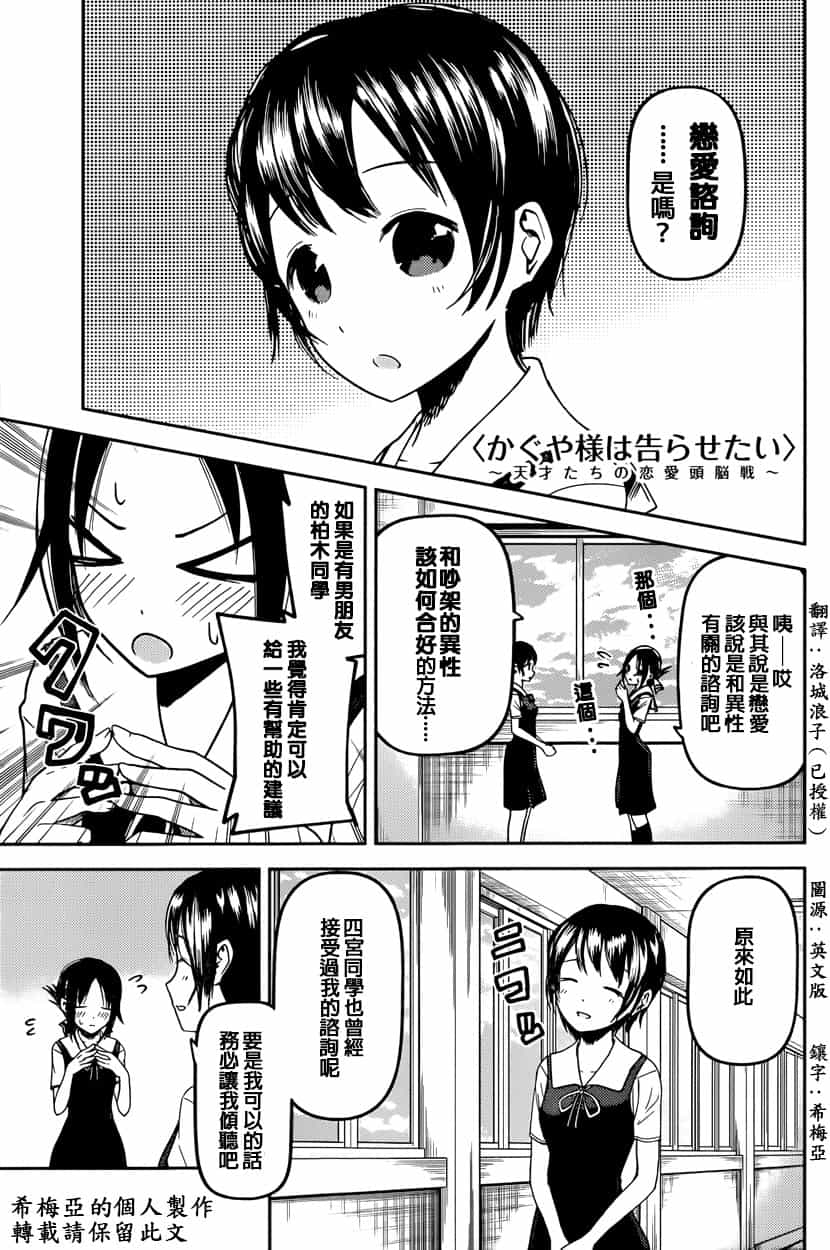 戀愛諮詢
……是嗎？
〈かぐや様は告らせたい〉
～天才たちの恋愛頭脳戦～
咦──哎
與其說是戀愛
該說是和異性
有關的諮詢吧
那個．．
這個．．
和吵架的異性
該如何合好的方法……
如果是有男朋友
的柏木同學
我覺得肯定可以
給一些有幫助的建議
クワッ
原來如此
ニコッ
四宮同學也曾經
接受過我的諮詢呢
要是我可以的話
務必讓我傾聽吧
翻譯：洛城浪子（已授權）
圖源：英文版
鑲字：希梅亞
希梅亞的個人製作
轉載請保留此文